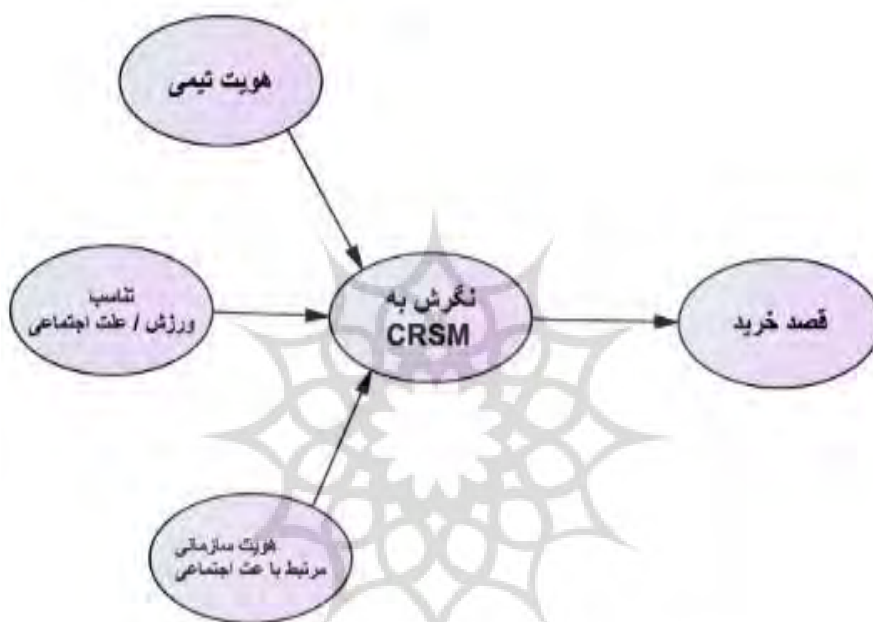 هویت تیمی
تناسب
ورزش / علت اجتماعی
نگرش به
CRSM
قصد خرید
هویت سازمانی
مرتبط با عت اجتماعی